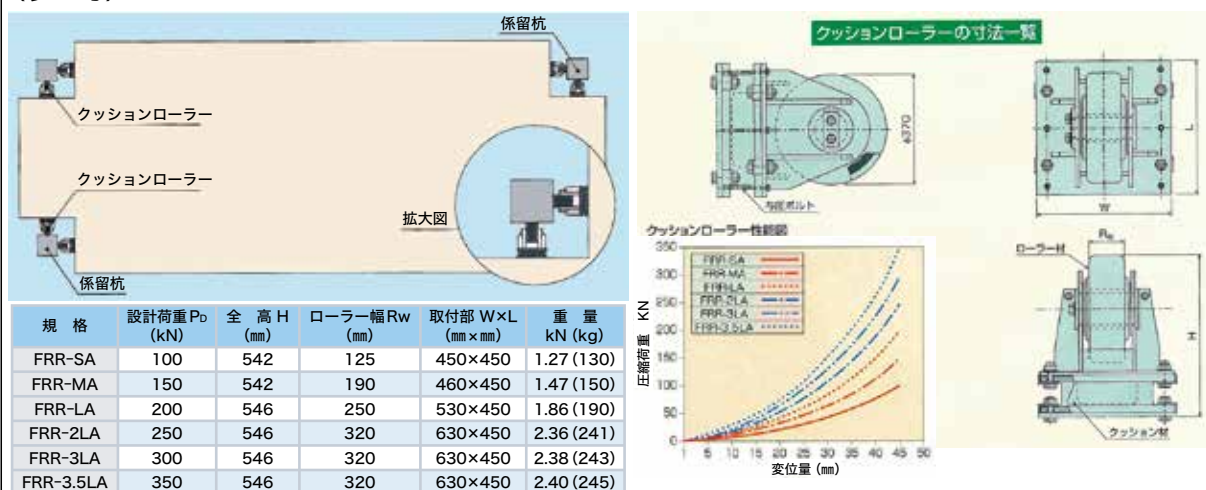 係留杭
クッションローラー
クッションローラー
拡大図
係留杭
規 格 設計荷重PD (kN) 全 高 H (㎜) ローラー幅Rw (㎜) 取付部 W×L (㎜×㎜) 重 量 kN (kg)
FRR-SA 100 542 125 450×450 1.27 (130)
FRR-MA 150 542 190 460×450 1.47 (150)
FRR-LA 200 546 250 530×450 1.86 (190)
FRR-2LA 250 546 320 630×450 2.36 (241)
FRR-3LA 300 546 320 630×450 2.38 (243)
FRR-3.5LA 350 546 320 630×450 2.40 (245)
クッションローラーの寸法一覧
L
W
クッションローラー性能図
圧縮荷重 KN
350
300
250
200
150
100
50
0
FRR-SA
FRR-MA
FRR-LA
FRR-2LA
FRR-3LA
FRR-3.5LA
1 5 10 15 20 25 30 35 40 45 50
変位量 (㎜)
ローラー材
H
クッション材